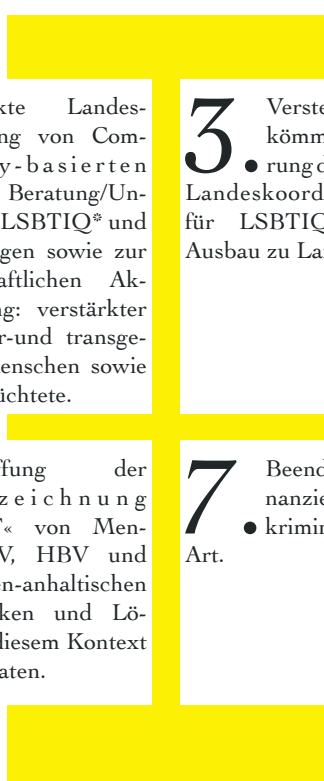 kte Landes-
ng von Com-
y-basierten
Beratung/Un-
LSBTIQ* und
gen sowie zur
aftlichen Ak-
ng: verstärkter
r-und transge-
enschen sowie
üchtete.
3. Verste
kömm
rung d
Landeskoord
für LSBTIQ
Ausbau zu La
ffung der
zeichnung
« von Men-
V, HBV und
en-anhaltischen
ken und Lö-
diesem Kontext
aten.
7. Beend
nanzie
krimin
Art.